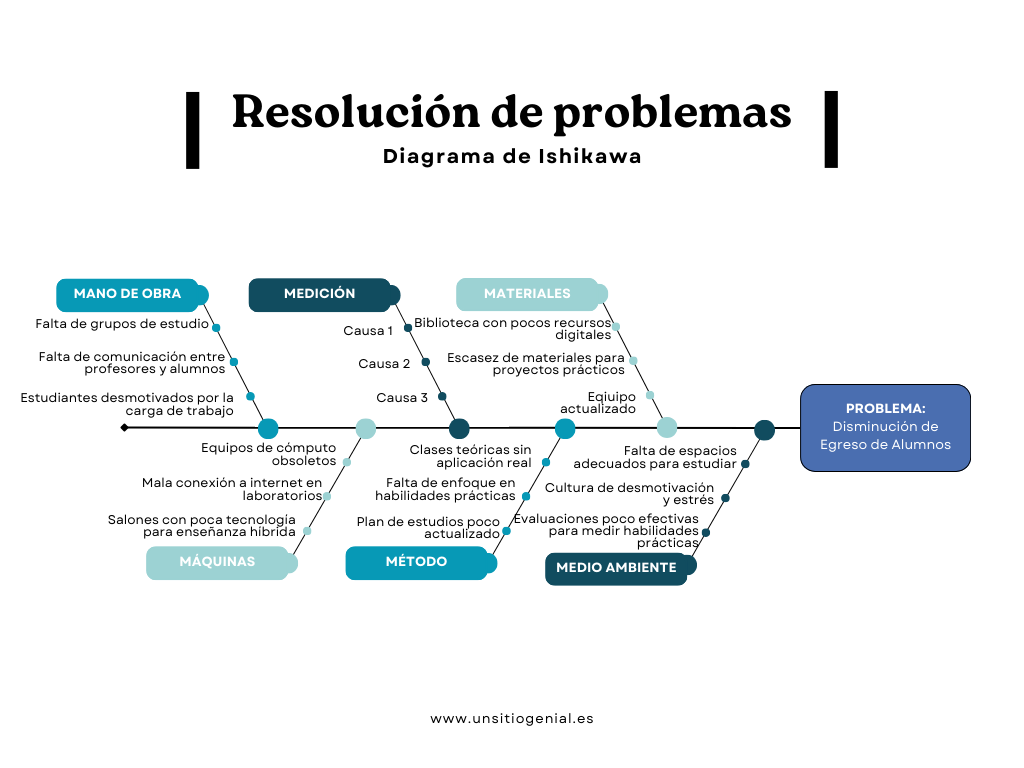 Resolución de problemas
Diagrama de Ishikawa
MANO DE OBRA
Falta de grupos de estudio
Falta de comunicación entre
profesores y alumnos
Estudiantes desmotivados por la
carga de trabajo
MEDICIÓN
Causa 1
Causa 2
Causa 3
MATERIALES
Biblioteca con pocos recursos
digitales
Escasez de materiales para
proyectos prácticos
Eqiuipo
actualizado
PROBLEMA:
Disminución de
Egreso de Alumnos
Equipos de cómputo
obsoletos
Mala conexión a internet en
laboratorios
Salones con poca tecnología
para enseñanza híbrida
MÁQUINAS
Clases teóricas sin
aplicación real
Falta de enfoque en
habilidades prácticas
Plan de estudios poco
actualizado
MÉTODO
Falta de espacios
adecuados para estudiar
Cultura de desmotivación
y estrés
Evaluaciones poco efectivas
para medir habilidades
prácticas
MEDIO AMBIENTE
www.unsitiogenial.es